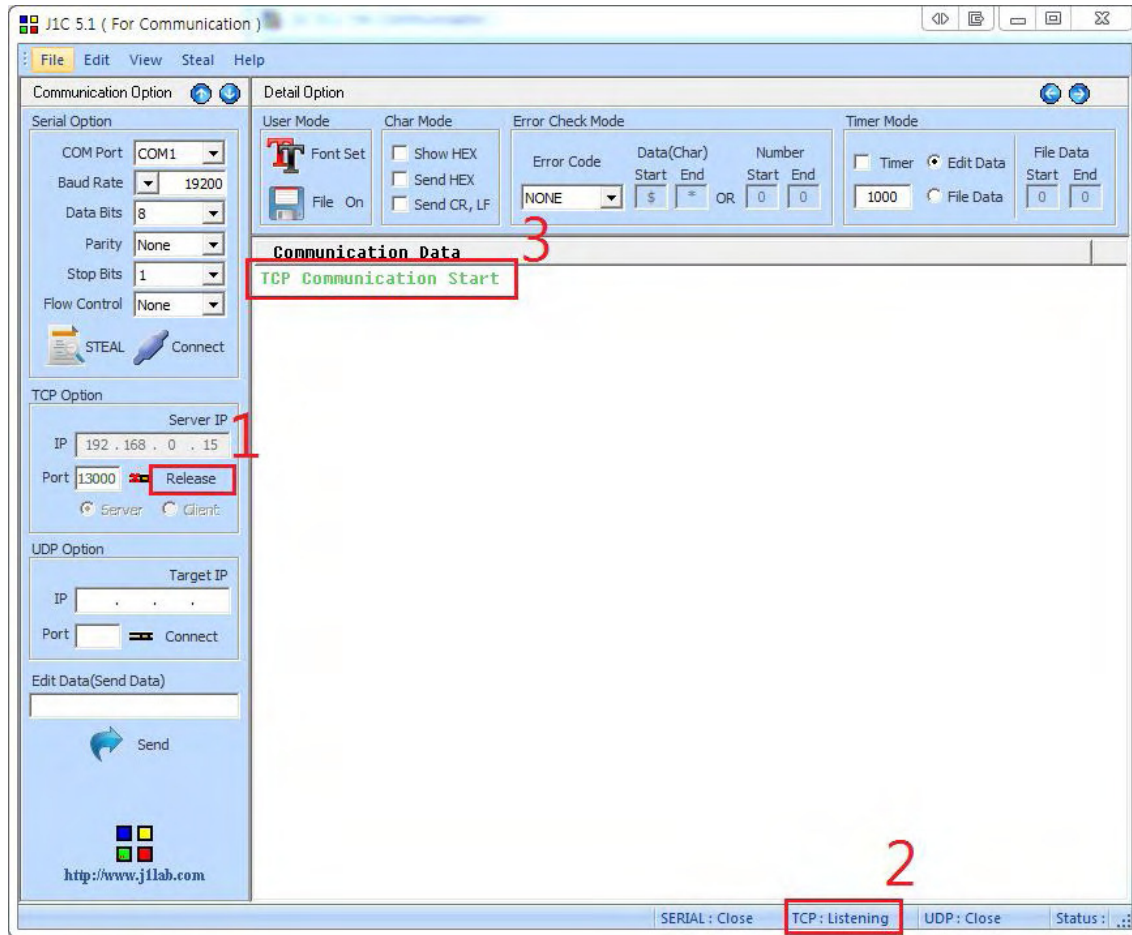 J1C 5.1 ( For Communication )
File Edit View Steal Help
Communication Option
Detail Option
Serial Option
COM Port COM1
Baud Rate 19200
Data Bits 8
Parity None
Stop Bits 1
Flow Control None
STEAL Connect
User Mode
Font Set
File On
Char Mode
Show HEX
Send HEX
Send CR, LF
Error Check Mode
Error Code
NONE
Data(Char)
Start End
$ *
OR
Number
Start End
0 0
Timer Mode
Timer Edit Data
1000 File Data
File Data
Start End
0 0
Communication Data
3
TCP Communication Start
TCP Option
Server IP
1
IP 192 . 168 . 0 . 15
Port 13000 Release
Server Client
UDP Option
Target IP
IP . . .
Port Connect
Edit Data(Send Data)
Send
http://www.j1lab.com
2
SERIAL : Close TCP : Listening UDP : Close Status :